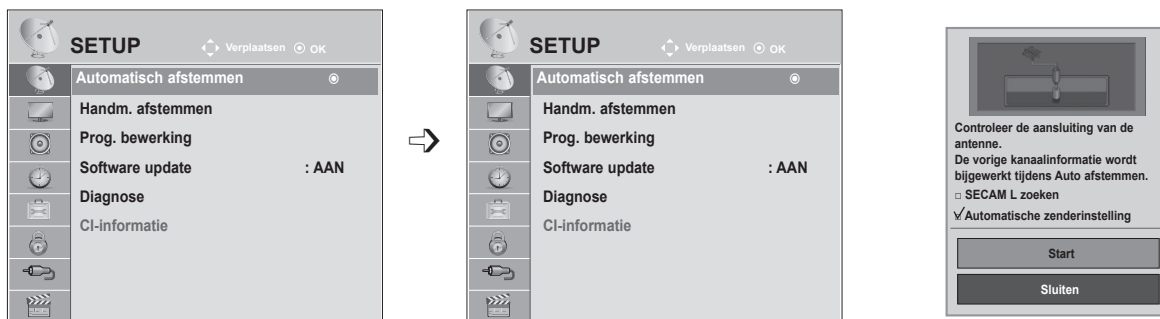 SETUP Verplaatsen OK
Automatisch afstemmen
Handm. afstemmen
Prog. bewerking
Software update : AAN
Diagnose
CI-informatie
SETUP Verplaatsen OK
Automatisch afstemmen
Handm. afstemmen
Prog. bewerking
Software update : AAN
Diagnose
CI-informatie
Controleer de aansluiting van de
antenne.
De vorige kanaalinformatie wordt
bijgewerkt tijdens Auto afstemmen.
□ SECAM L zoeken
Automatische zenderinstelling
Start
Sluiten